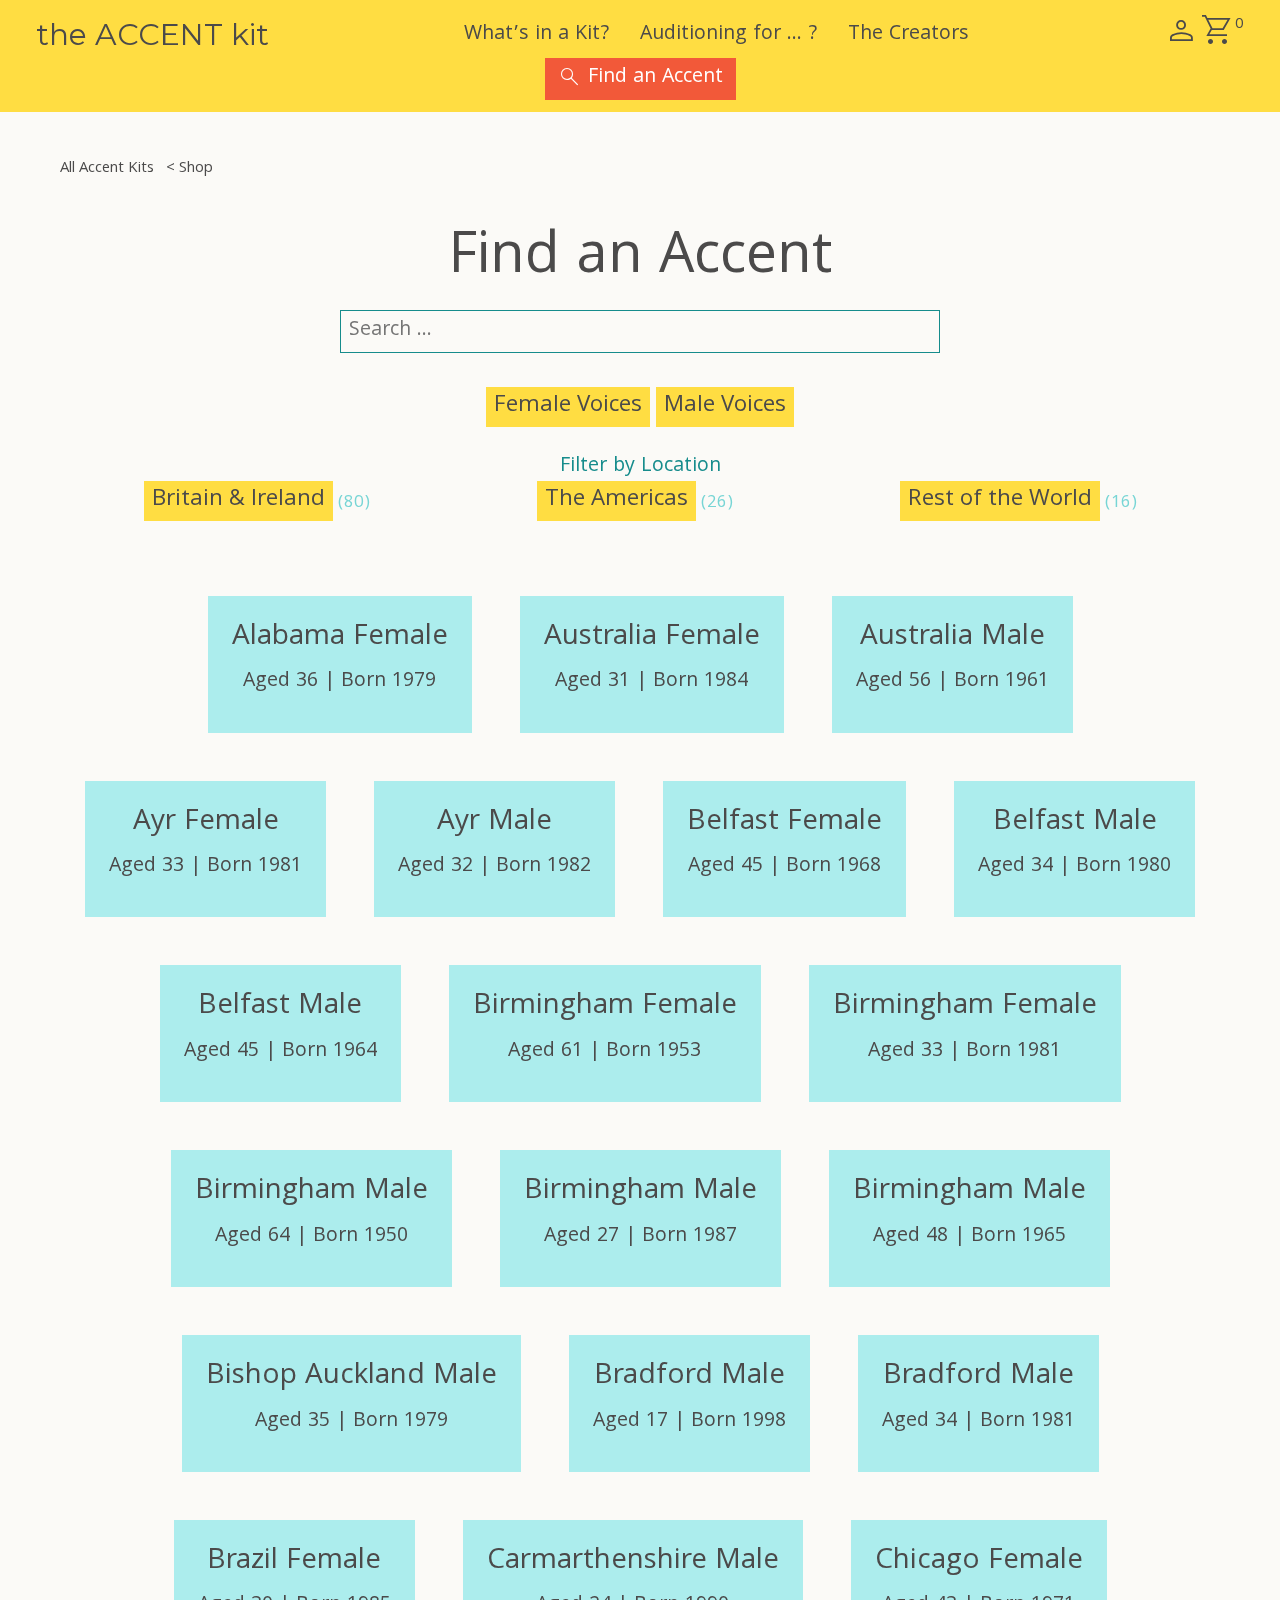 the ACCENT kit
What's in a Kit?
Auditioning for ... ?
The Creators
0
Find an Accent
All Accent Kits < Shop
Find an Accent
Search ...
Female Voices
Male Voices
Filter by Location
Britain & Ireland (80)
The Americas (26)
Rest of the World (16)
Alabama Female
Aged 36 | Born 1979
Australia Female
Aged 31 | Born 1984
Australia Male
Aged 56 | Born 1961
Ayr Female
Aged 33 | Born 1981
Ayr Male
Aged 32 | Born 1982
Belfast Female
Aged 45 | Born 1968
Belfast Male
Aged 34 | Born 1980
Belfast Male
Aged 45 | Born 1964
Birmingham Female
Aged 61 | Born 1953
Birmingham Female
Aged 33 | Born 1981
Birmingham Male
Aged 64 | Born 1950
Birmingham Male
Aged 27 | Born 1987
Birmingham Male
Aged 48 | Born 1965
Bishop Auckland Male
Aged 35 | Born 1979
Bradford Male
Aged 17 | Born 1998
Bradford Male
Aged 34 | Born 1981
Brazil Female
Carmarthenshire Male
Chicago Female